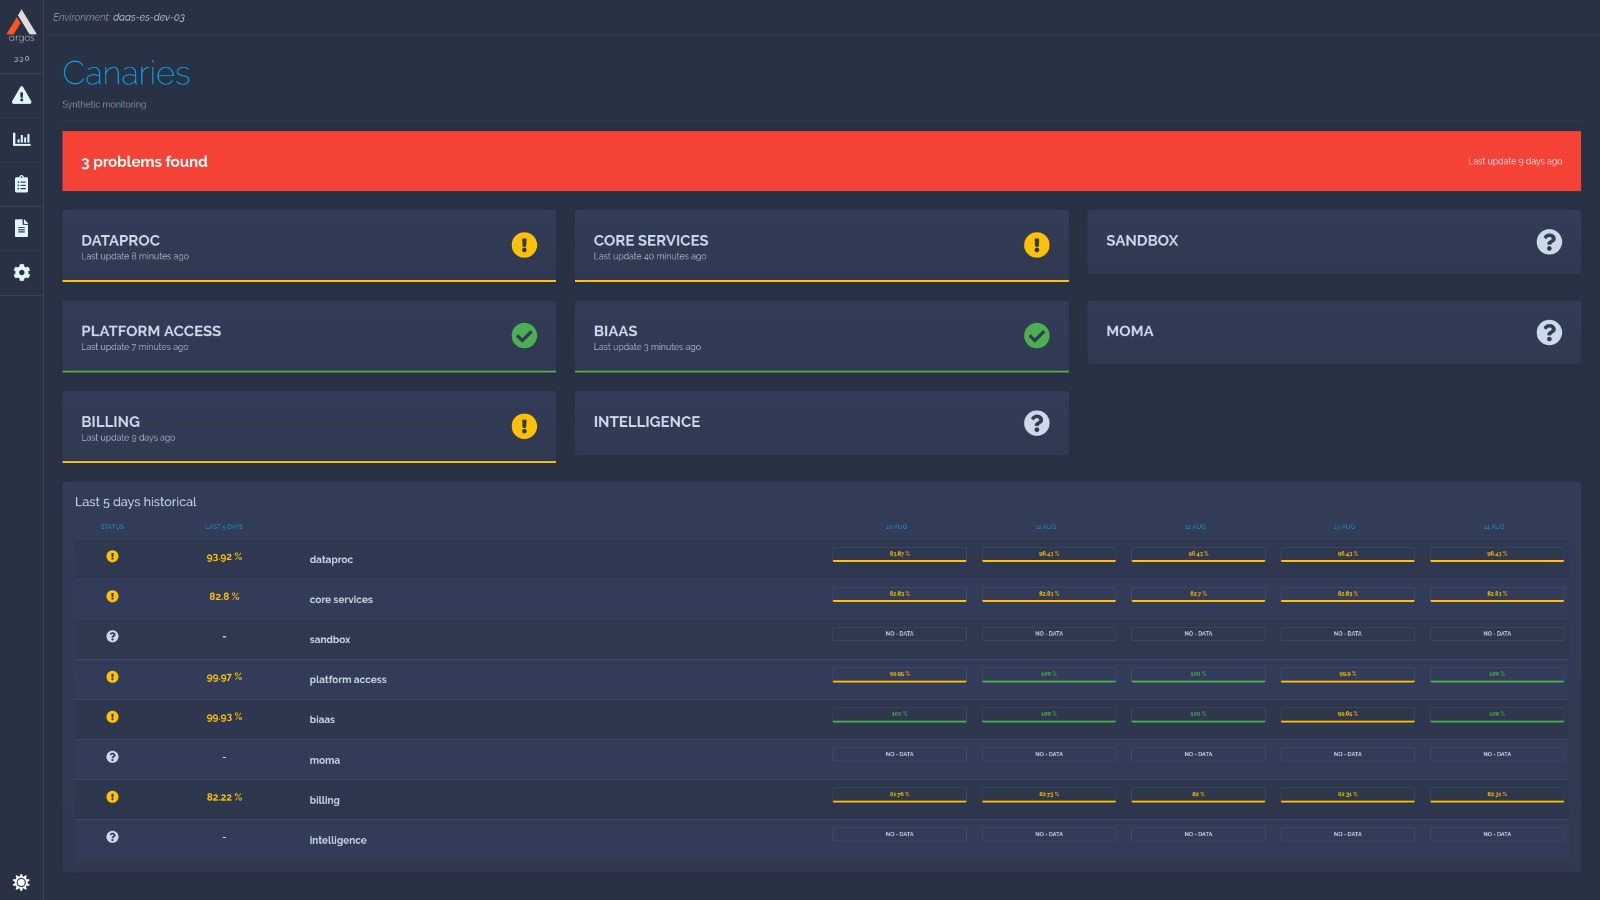 Environment: daas-es-dev-03
argos
3.3.0
Canaries
Synthetic monitoring
3 problems found
Last update 9 days ago
DATAPROC
Last update 8 minutes ago
CORE SERVICES
Last update 40 minutes ago
SANDBOX
PLATFORM ACCESS
Last update 7 minutes ago
BIAAS
Last update 3 minutes ago
MOMA
BILLING
Last update 9 days ago
INTELLIGENCE
Last 5 days historical
STATUS LAST 5 DAYS 10 AUG 11 AUG 12 AUG 13 AUG 14 AUG
93.92 % dataproc 83.87 % 96.43 % 96.43 % 96.43 % 96.43 %
82.8 % core services 82.83 % 82.83 % 82.7 % 82.83 % 82.83 %
- sandbox NO - DATA NO - DATA NO - DATA NO - DATA NO - DATA
99.97 % platform access 99.95 % 100 % 100 % 99.9 % 100 %
99.93 % biaas 100 % 100 % 100 % 99.65 % 100 %
- moma NO - DATA NO - DATA NO - DATA NO - DATA NO - DATA
82.22 % billing 81.76 % 82.73 % 82 % 82.31 % 82.31 %
- intelligence NO - DATA NO - DATA NO - DATA NO - DATA NO - DATA